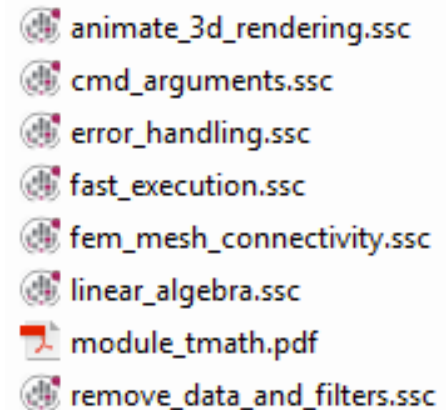 animate_3d_rendering.ssc
cmd_arguments.ssc
error_handling.ssc
fast_execution.ssc
fem_mesh_connectivity.ssc
linear_algebra.ssc
module_tmath.pdf
remove_data_and_filters.ssc